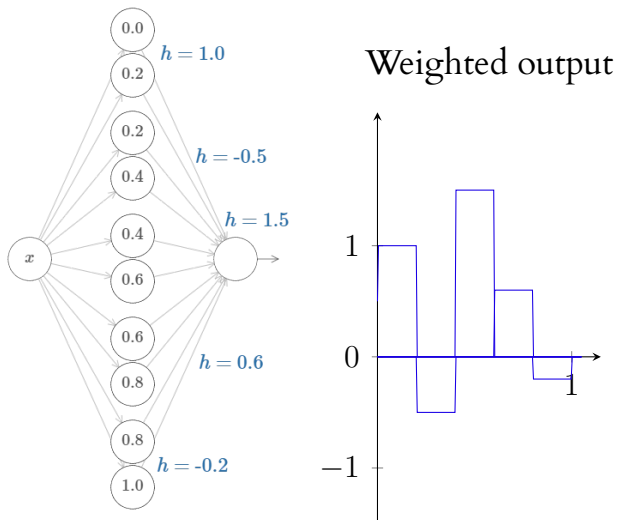 0.0
h = 1.0
0.2
0.2
h = -0.5
0.4
h = 1.5
0.4
x
0.6
0.6
h = 0.6
0.8
0.8
h = -0.2
1.0
Weighted output
1
0
1
−1